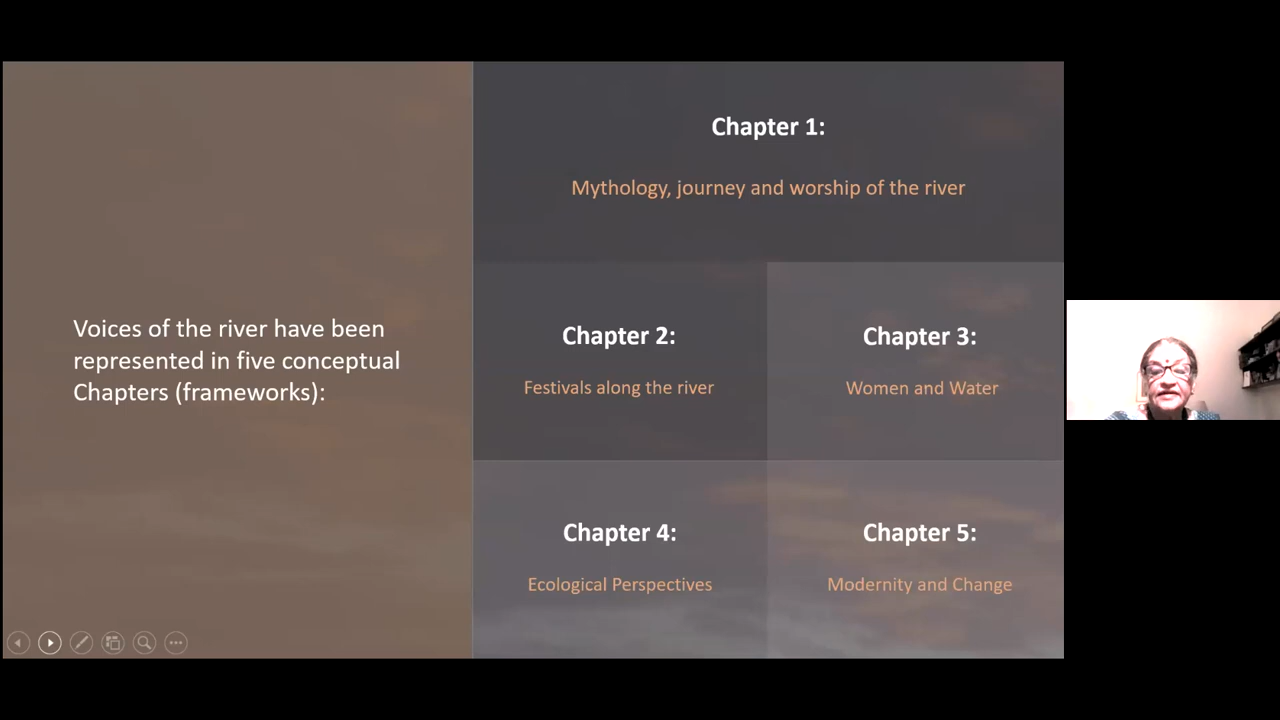 Voices of the river have been
represented in five conceptual
Chapters (frameworks):
Chapter 1:
Mythology, journey and worship of the river
Chapter 2:
Festivals along the river
Chapter 3:
Women and Water
Chapter 4:
Ecological Perspectives
Chapter 5:
Modernity and Change